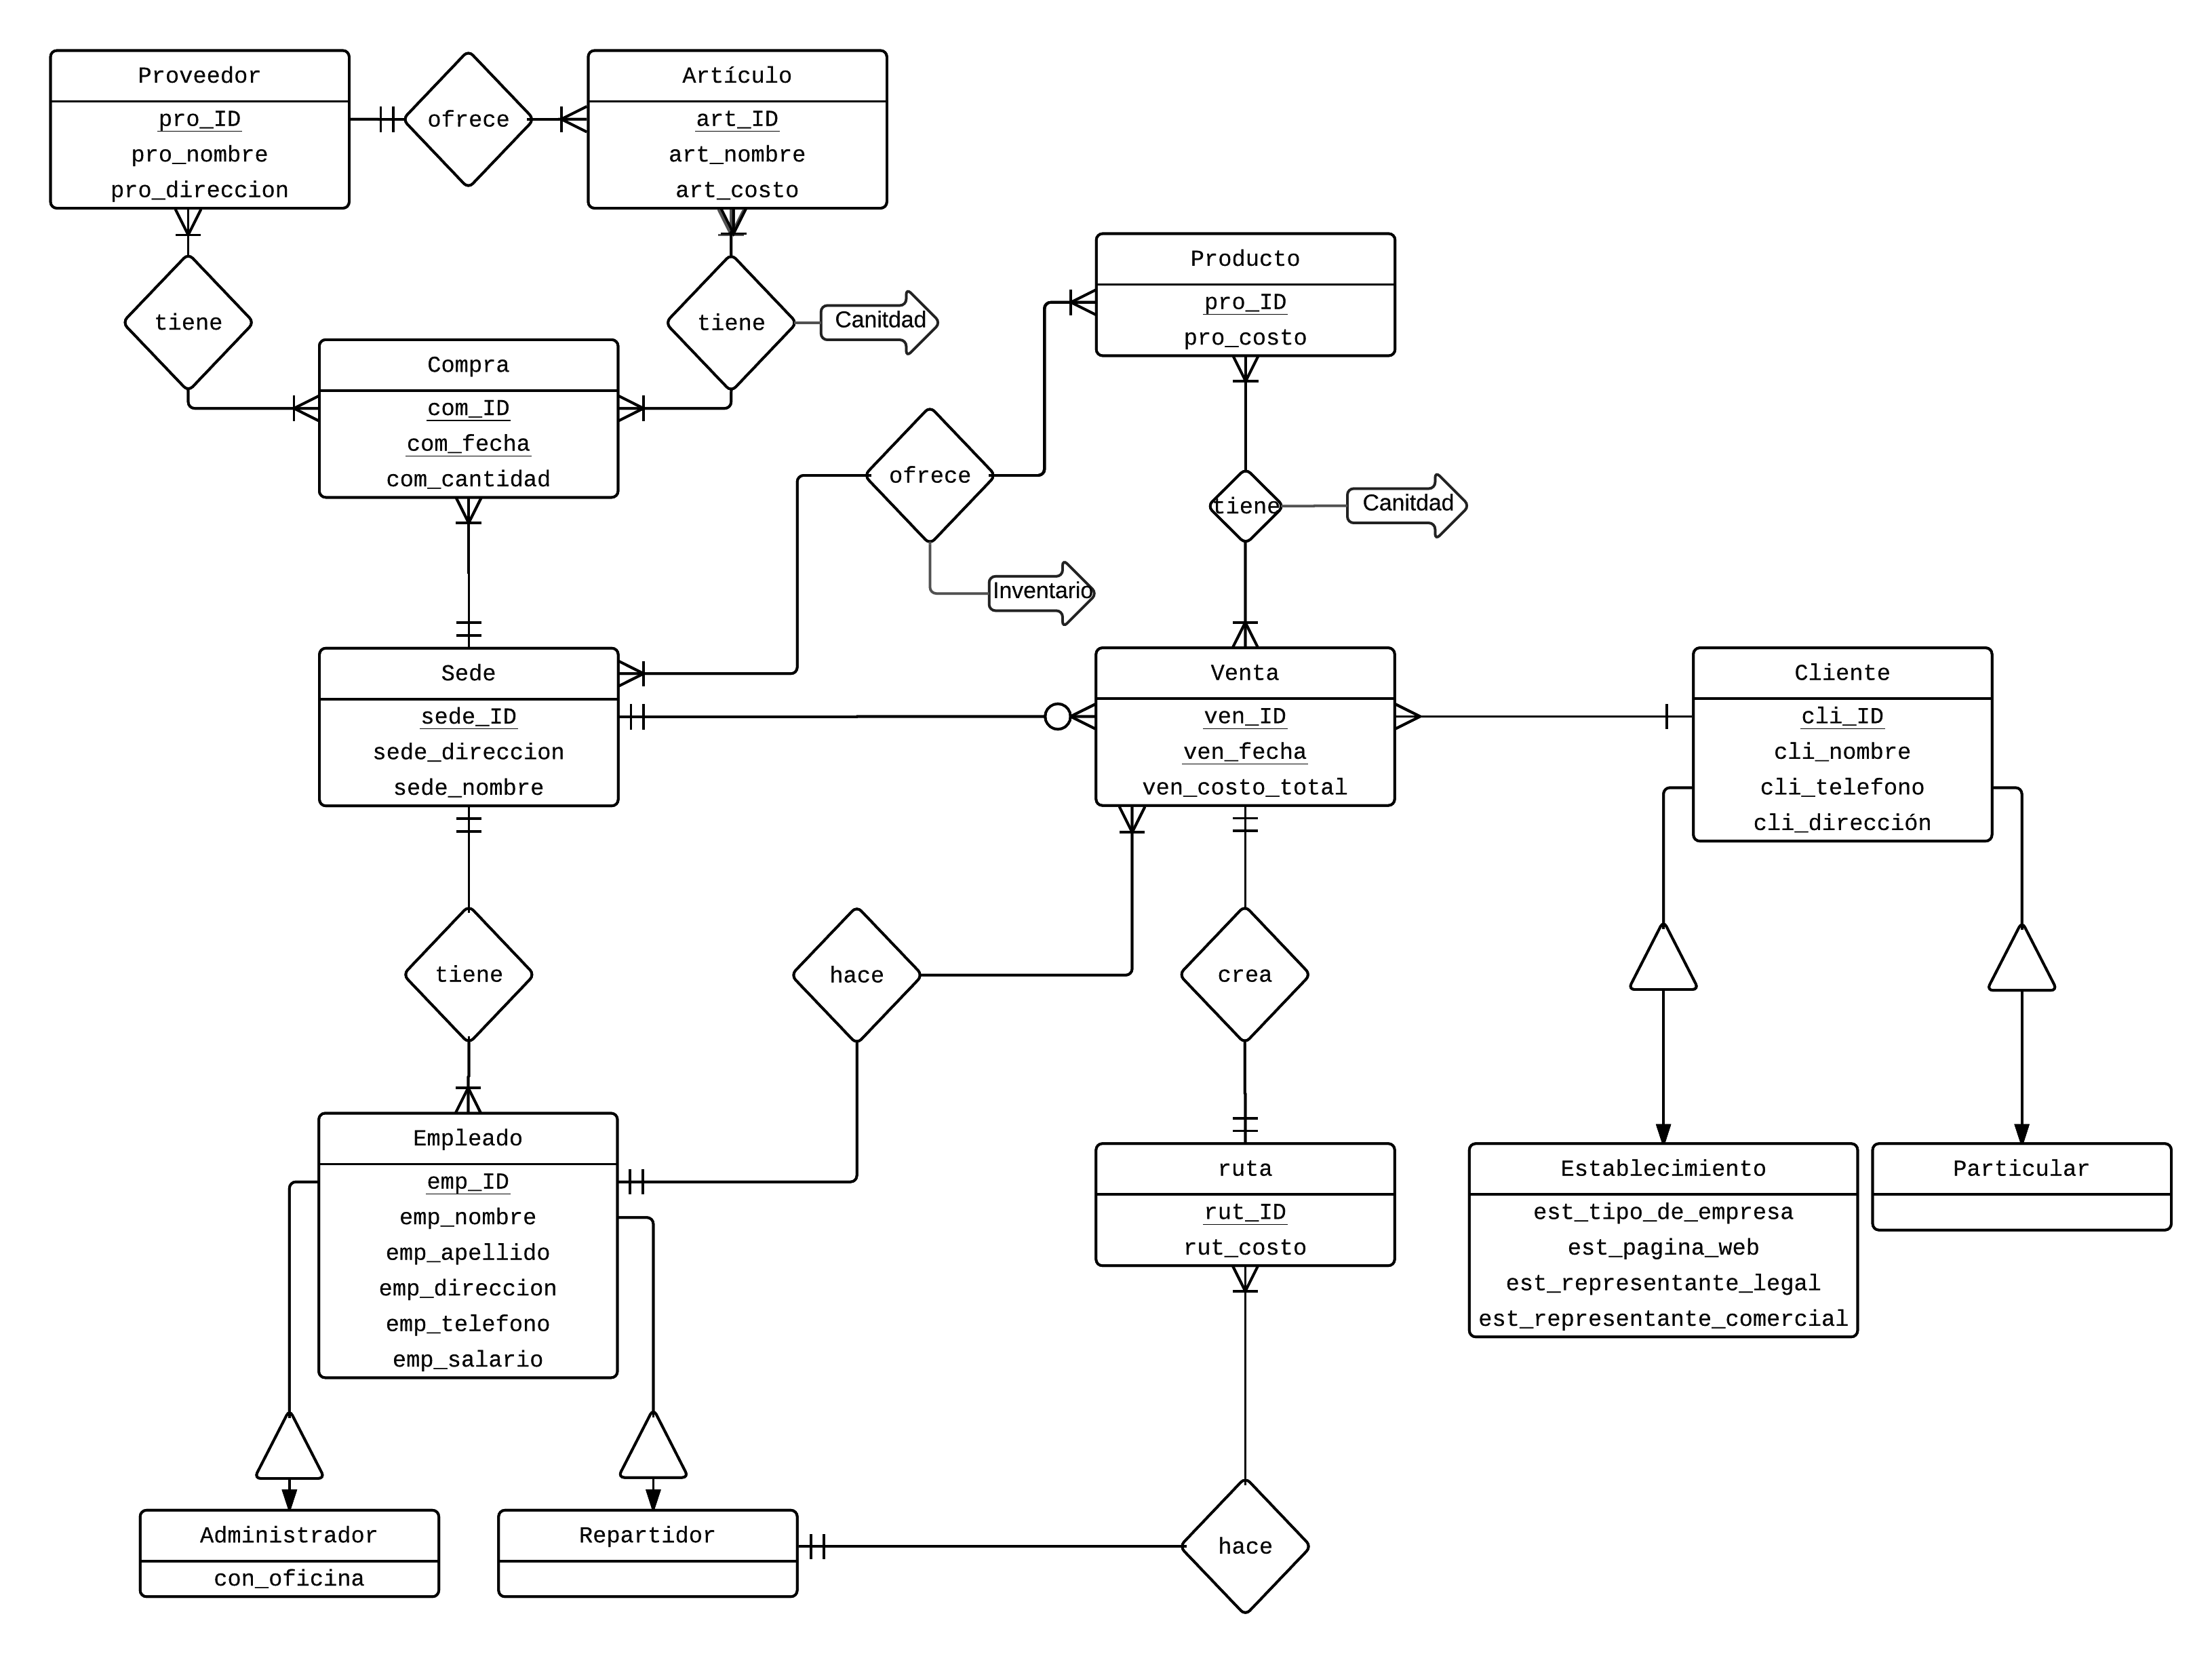 Proveedor
pro_ID
pro_nombre
pro_direccion
ofrece
Artículo
art_ID
art_nombre
art_costo
tiene
tiene
Canitdad
Compra
com_ID
com_fecha
com_cantidad
Producto
pro_ID
pro_costo
ofrece
Inventario
tiene
Canitdad
Sede
sede_ID
sede_direccion
sede_nombre
Venta
ven_ID
ven_fecha
ven_costo_total
Cliente
cli_ID
cli_nombre
cli_telefono
cli_dirección
tiene
hace
crea
Empleado
emp_ID
emp_nombre
emp_apellido
emp_direccion
emp_telefono
emp_salario
ruta
rut_ID
rut_costo
Establecimiento
est_tipo_de_empresa
est_pagina_web
est_representante_legal
est_representante_comercial
Particular
Administrador
con_oficina
Repartidor
hace